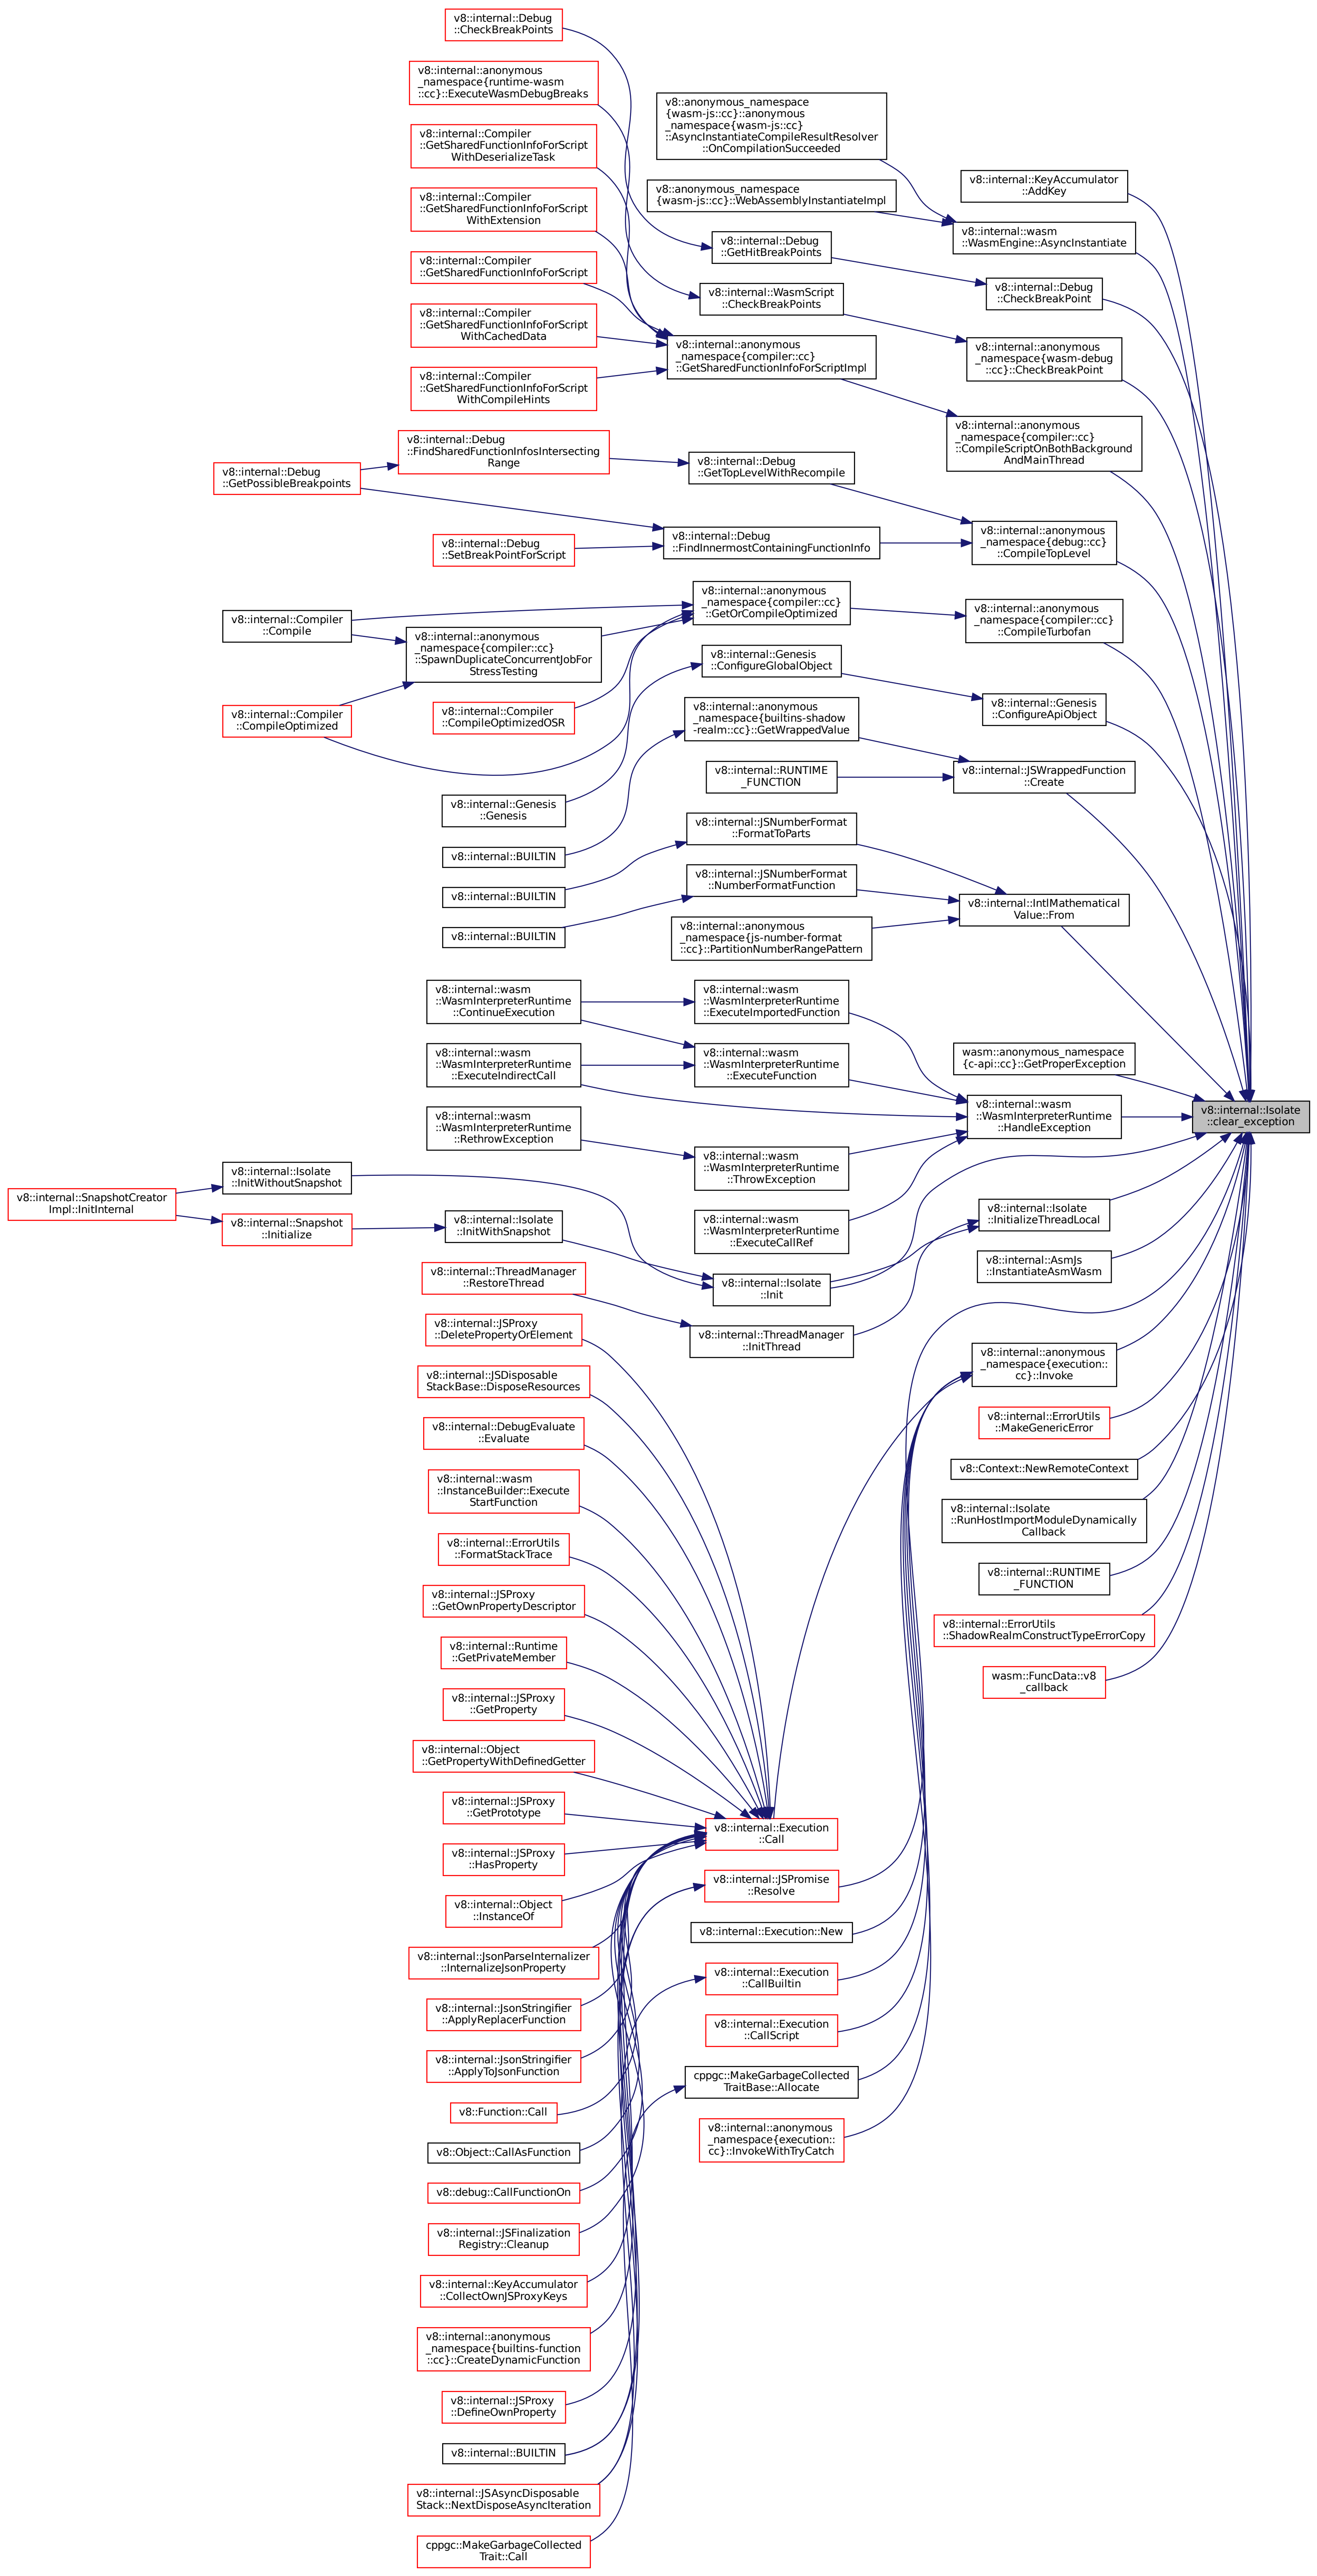 v8::internal::Debug
::CheckBreakPoints
v8::internal::anonymous
_namespace{runtime-wasm
::cc}::ExecuteWasmDebugBreaks
v8::internal::Compiler
::GetSharedFunctionInfoForScript
WithDeserializeTask
v8::internal::Compiler
::GetSharedFunctionInfoForScript
WithExtension
v8::internal::Compiler
::GetSharedFunctionInfoForScript
v8::internal::Compiler
::GetSharedFunctionInfoForScript
WithCachedData
v8::internal::Compiler
::GetSharedFunctionInfoForScript
WithCompileHints
v8::internal::Debug
::FindSharedFunctionInfosIntersecting
Range
v8::internal::Debug
::GetPossibleBreakpoints
v8::internal::Debug
::SetBreakPointForScript
v8::internal::Compiler
::Compile
v8::internal::anonymous
_namespace{compiler::cc}
::SpawnDuplicateConcurrentJobFor
StressTesting
v8::internal::Compiler
::CompileOptimized
v8::internal::Compiler
::CompileOptimizedOSR
v8::internal::Genesis
::Genesis
v8::internal::BUILTIN
v8::internal::BUILTIN
v8::internal::BUILTIN
v8::internal::wasm
::WasmInterpreterRuntime
::ContinueExecution
v8::internal::wasm
::WasmInterpreterRuntime
::ExecuteIndirectCall
v8::internal::wasm
::WasmInterpreterRuntime
::RethrowException
v8::internal::Isolate
::InitWithoutSnapshot
v8::internal::SnapshotCreator
Impl::InitInternal
v8::internal::Snapshot
::Initialize
v8::internal::Isolate
::InitWithSnapshot
v8::internal::ThreadManager
::RestoreThread
v8::internal::JSProxy
::DeletePropertyOrElement
v8::internal::JSDisposable
StackBase::DisposeResources
v8::internal::DebugEvaluate
::Evaluate
v8::internal::wasm
::InstanceBuilder::Execute
StartFunction
v8::internal::ErrorUtils
::FormatStackTrace
v8::internal::JSProxy
::GetOwnPropertyDescriptor
v8::internal::Runtime
::GetPrivateMember
v8::internal::JSProxy
::GetProperty
v8::internal::Object
::GetPropertyWithDefinedGetter
v8::internal::JSProxy
::GetPrototype
v8::internal::JSProxy
::HasProperty
v8::internal::Object
::InstanceOf
v8::internal::JsonParseInternalizer
::InternalizeJsonProperty
v8::internal::JsonStringifier
::ApplyReplacerFunction
v8::internal::JsonStringifier
::ApplyToJsonFunction
v8::Function::Call
v8::Object::CallAsFunction
v8::debug::CallFunctionOn
v8::internal::JSFinalization
Registry::Cleanup
v8::internal::KeyAccumulator
::CollectOwnJSProxyKeys
v8::internal::anonymous
_namespace{builtins-function
::cc}::CreateDynamicFunction
v8::internal::JSProxy
::DefineOwnProperty
v8::internal::BUILTIN
v8::internal::JSAsyncDisposable
Stack::NextDisposeAsyncIteration
cppgc::MakeGarbageCollected
Trait::Call
v8::anonymous_namespace
{wasm-js::cc}::anonymous
_namespace{wasm-js::cc}
::AsyncInstantiateCompileResultResolver
::OnCompilationSucceeded
v8::anonymous_namespace
{wasm-js::cc}::WebAssemblyInstantiateImpl
v8::internal::Debug
::GetHitBreakPoints
v8::internal::WasmScript
::CheckBreakPoints
v8::internal::anonymous
_namespace{compiler::cc}
::GetSharedFunctionInfoForScriptImpl
v8::internal::Debug
::GetTopLevelWithRecompile
v8::internal::Debug
::FindInnermostContainingFunctionInfo
v8::internal::anonymous
_namespace{compiler::cc}
::GetOrCompileOptimized
v8::internal::Genesis
::ConfigureGlobalObject
v8::internal::anonymous
_namespace{builtins-shadow
-realm::cc}::GetWrappedValue
v8::internal::RUNTIME
_FUNCTION
v8::internal::JSNumberFormat
::FormatToParts
v8::internal::JSNumberFormat
::NumberFormatFunction
v8::internal::anonymous
_namespace{js-number-format
::cc}::PartitionNumberRangePattern
v8::internal::wasm
::WasmInterpreterRuntime
::ExecuteImportedFunction
v8::internal::wasm
::WasmInterpreterRuntime
::ExecuteFunction
v8::internal::wasm
::WasmInterpreterRuntime
::ThrowException
v8::internal::wasm
::WasmInterpreterRuntime
::ExecuteCallRef
v8::internal::Isolate
::Init
v8::internal::ThreadManager
::InitThread
v8::internal::Execution
::Call
v8::internal::JSPromise
::Resolve
v8::internal::Execution::New
v8::internal::Execution
::CallBuiltin
v8::internal::Execution
::CallScript
cppgc::MakeGarbageCollected
TraitBase::Allocate
v8::internal::anonymous
_namespace{execution::
cc}::InvokeWithTryCatch
v8::internal::KeyAccumulator
::AddKey
v8::internal::wasm
::WasmEngine::AsyncInstantiate
v8::internal::Debug
::CheckBreakPoint
v8::internal::anonymous
_namespace{wasm-debug
::cc}::CheckBreakPoint
v8::internal::anonymous
_namespace{compiler::cc}
::CompileScriptOnBothBackground
AndMainThread
v8::internal::anonymous
_namespace{debug::cc}
::CompileTopLevel
v8::internal::anonymous
_namespace{compiler::cc}
::CompileTurbofan
v8::internal::Genesis
::ConfigureApiObject
v8::internal::JSWrappedFunction
::Create
v8::internal::IntlMathematical
Value::From
wasm::anonymous_namespace
{c-api::cc}::GetProperException
v8::internal::wasm
::WasmInterpreterRuntime
::HandleException
v8::internal::Isolate
::InitializeThreadLocal
v8::internal::AsmJs
::InstantiateAsmWasm
v8::internal::anonymous
_namespace{execution::
cc}::Invoke
v8::internal::ErrorUtils
::MakeGenericError
v8::Context::NewRemoteContext
v8::internal::Isolate
::RunHostImportModuleDynamically
Callback
v8::internal::RUNTIME
_FUNCTION
v8::internal::ErrorUtils
::ShadowRealmConstructTypeErrorCopy
wasm::FuncData::v8
_callback
v8::internal::Isolate
::clear_exception